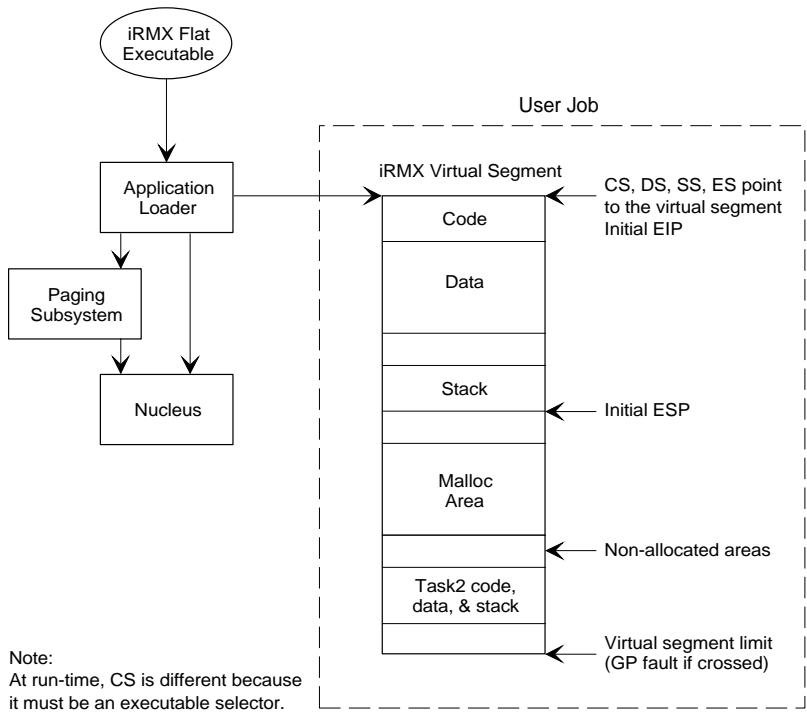 iRMX Flat
Executable
User Job
Application
Loader
iRMX Virtual Segment
CS, DS, SS, ES point
to the virtual segment
Initial EIP
Code
Data
Paging
Subsystem
Nucleus
Stack
Initial ESP
Malloc
Area
Non-allocated areas
Task2 code,
data, & stack
Virtual segment limit
(GP fault if crossed)
Note:
At run-time, CS is different because
it must be an executable selector.